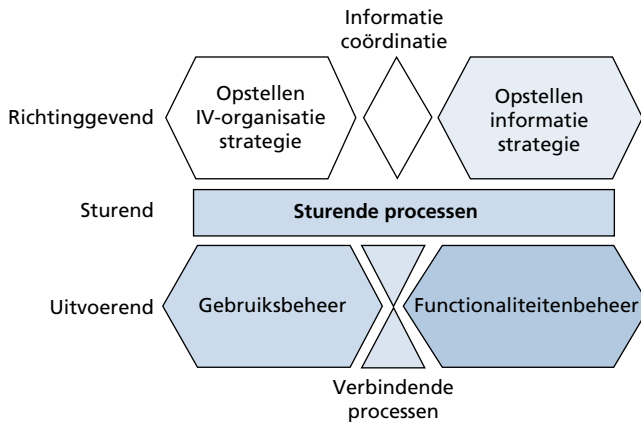 Informatie
coördinatie
Richtinggevend
Opstellen
IV-organisatie
strategie
Opstellen
informatie
strategie
Sturend
Sturende processen
Uitvoerend
Gebruiksbeheer
Functionaliteitenbeheer
Verbindende
processen